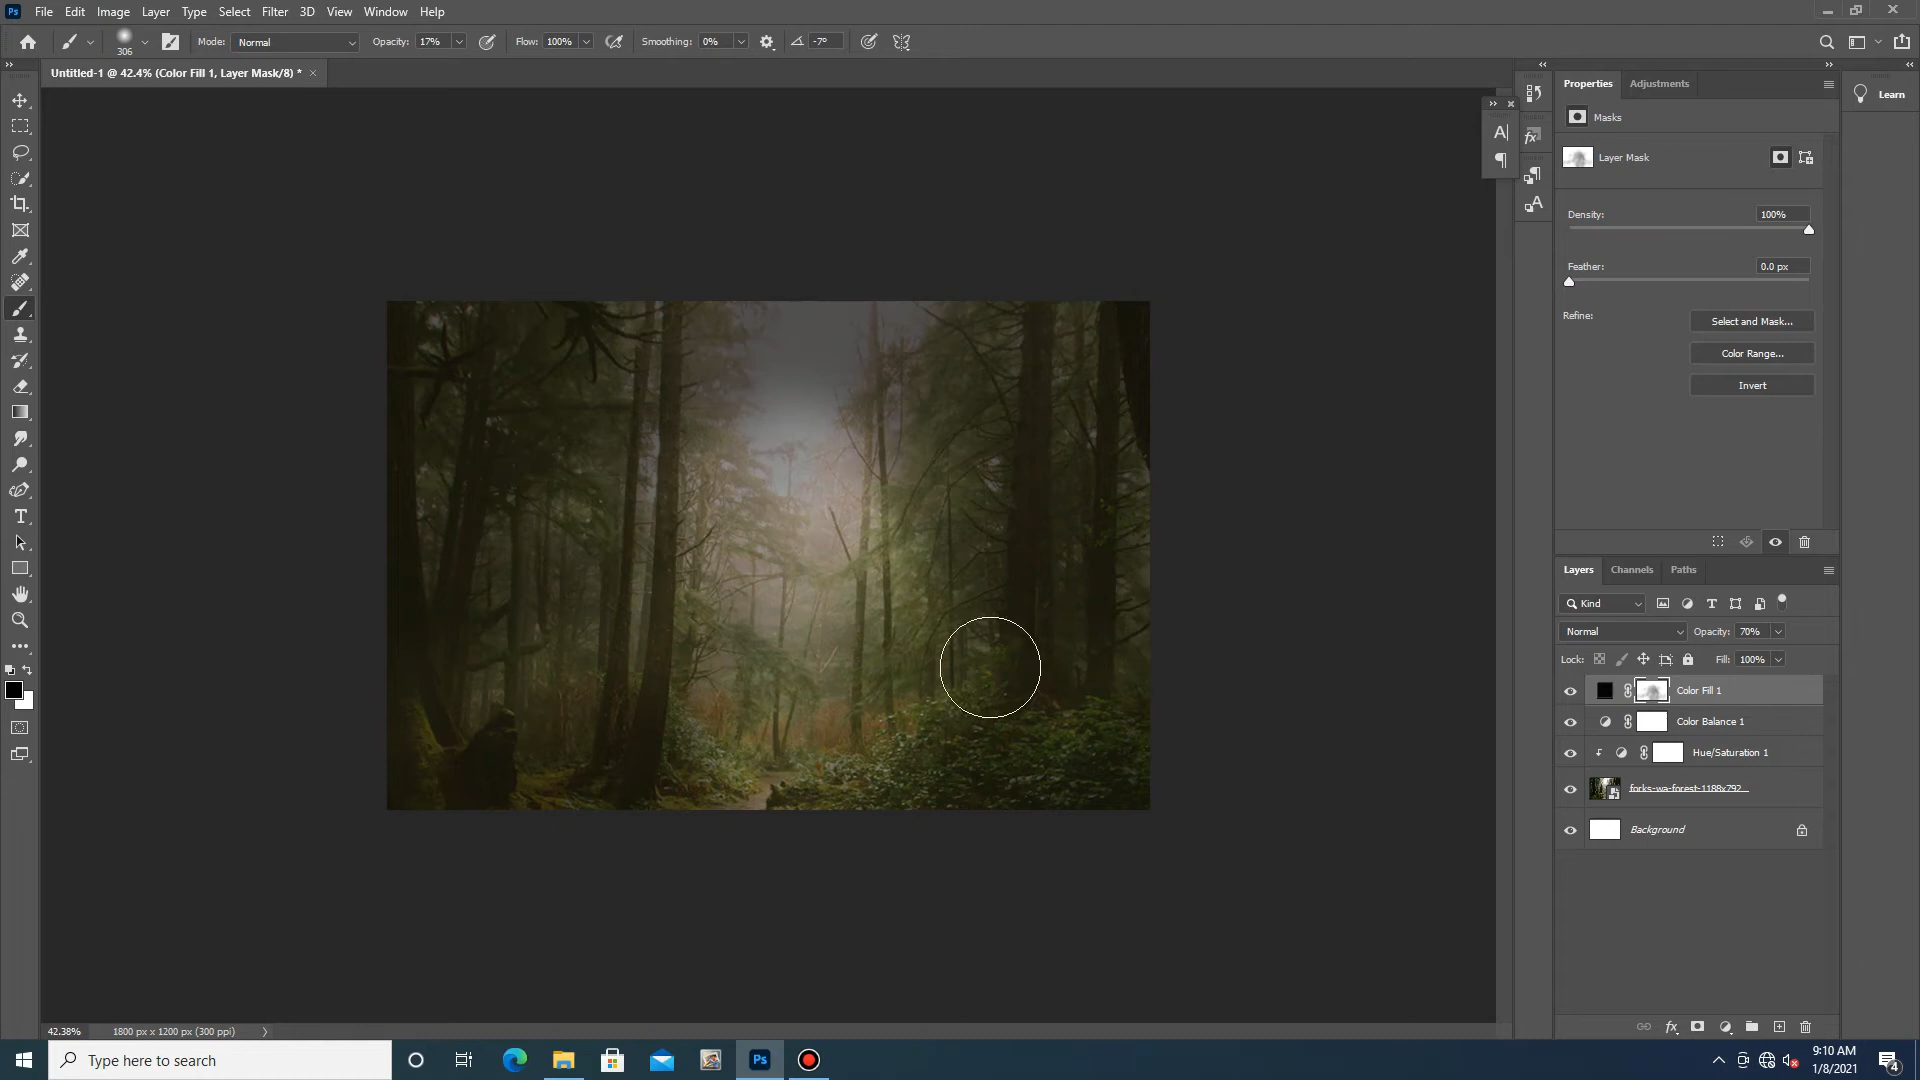 Ps File Edit Image Layer Type Select Filter 3D View Window Help
306 Mode: Normal Opacity: 17% Flow: 100% Smoothing: 0% -7°
Untitled-1 @ 42.4% (Color Fill 1, Layer Mask/8) *
Properties Adjustments
Learn
Masks
Layer Mask
Density: 100%
Feather: 0.0 px
Refine:
Select and Mask...
Color Range...
Invert
Layers Channels Paths
Kind
Normal Opacity: 70%
Lock: Fill: 100%
Color Fill 1
Color Balance 1
Hue/Saturation 1
forks-wa-forest-1188x792...
Background
42.38% 1800 px x 1200 px (300 ppi)
Type here to search
Ps
9:10 AM
1/8/2021
4